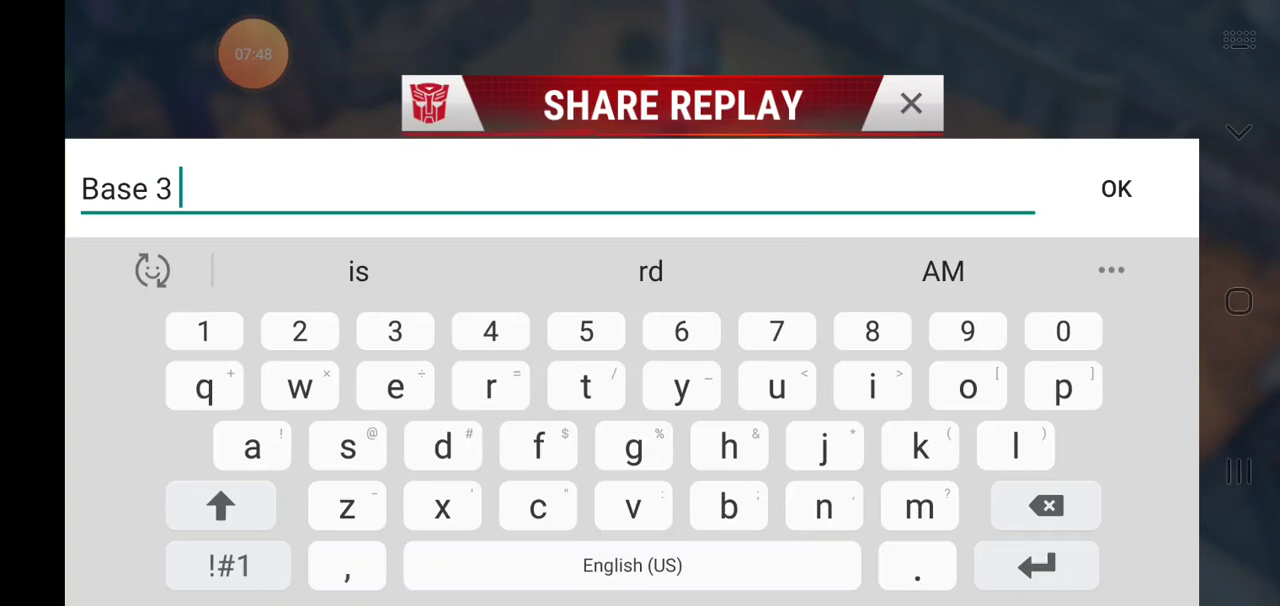 07:48
SHARE REPLAY
Base 3
OK
is rd AM
1 2 3 4 5 6 7 8 9 0
q + w × e ÷ r = t / y _ u < i > o [ p ]
a ! s @ d # f $ g % h & j * k ( l )
z - x ' c " v : b ; n , m ?
!#1 , English (US) .